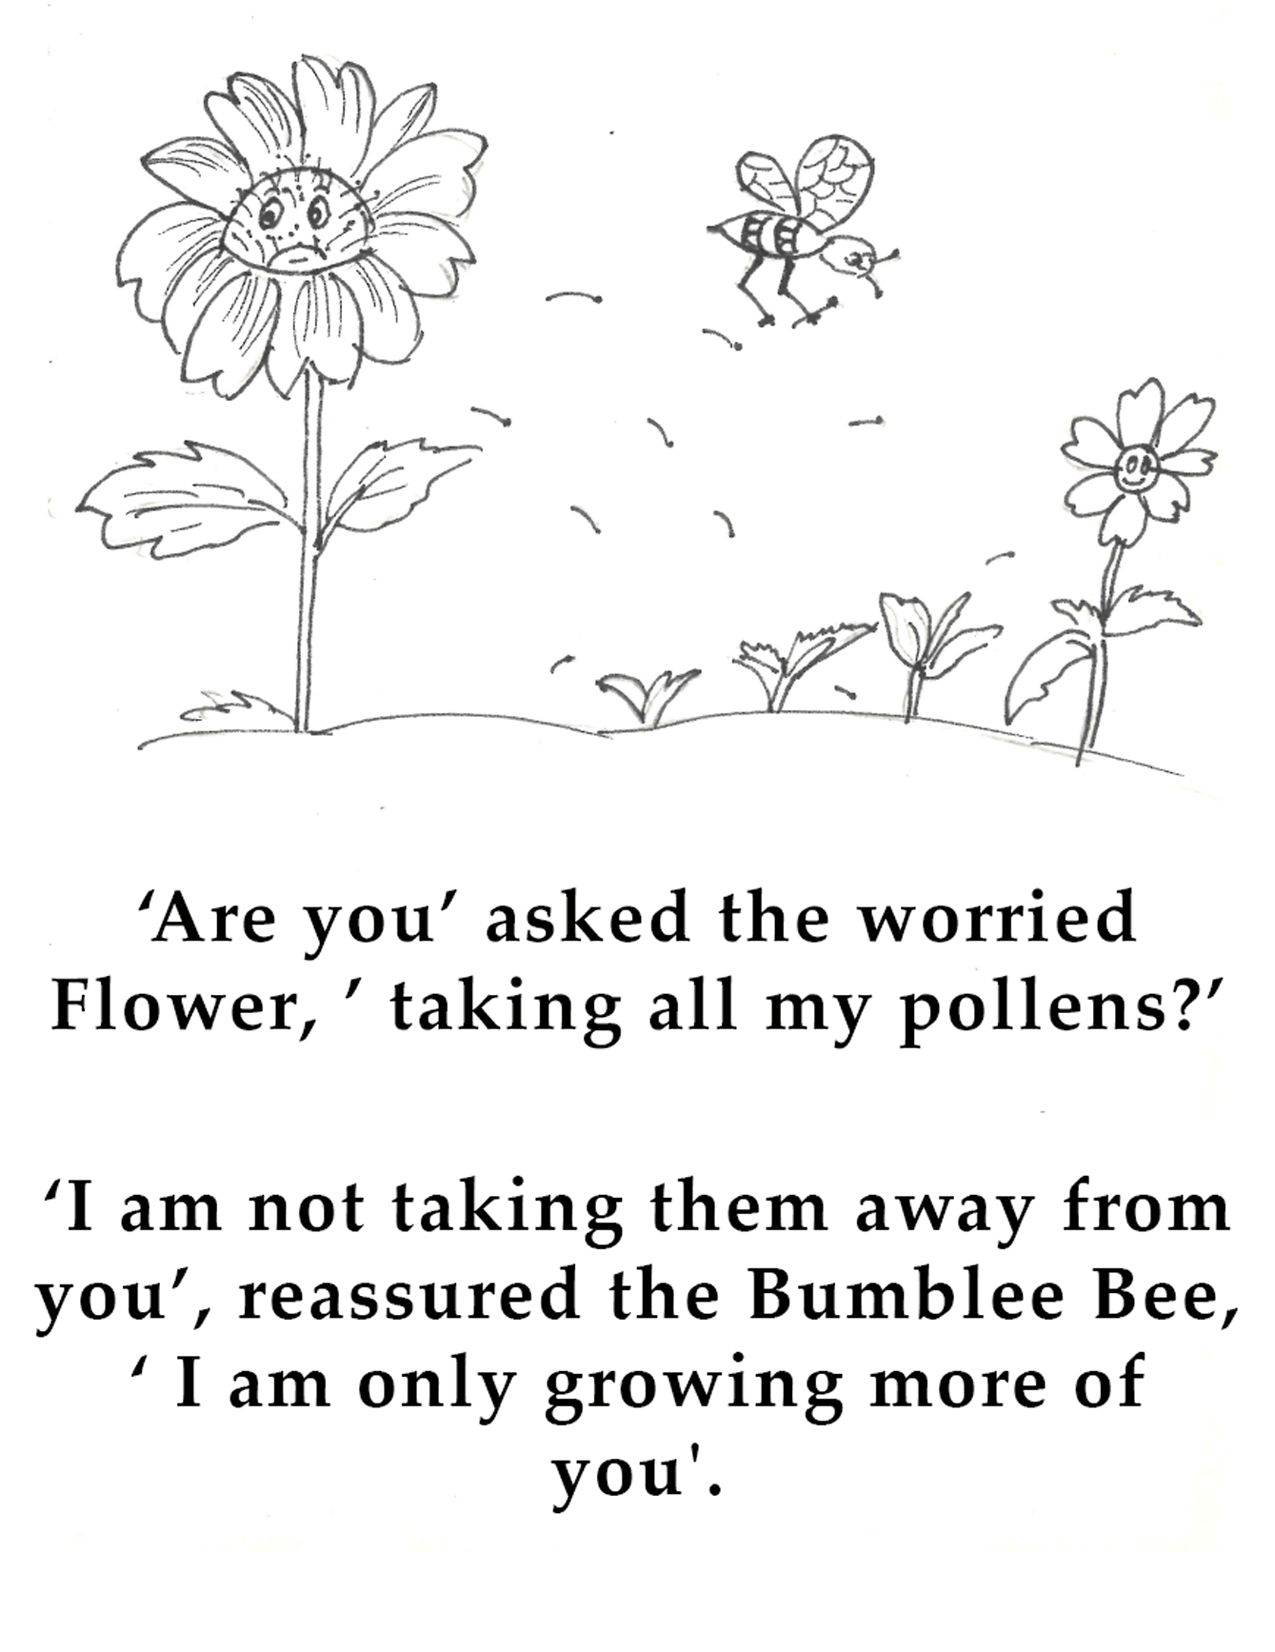 ‘Are you’ asked the worried
Flower, ’ taking all my pollens?’
‘I am not taking them away from
you’, reassured the Bumblee Bee,
‘ I am only growing more of
you'.